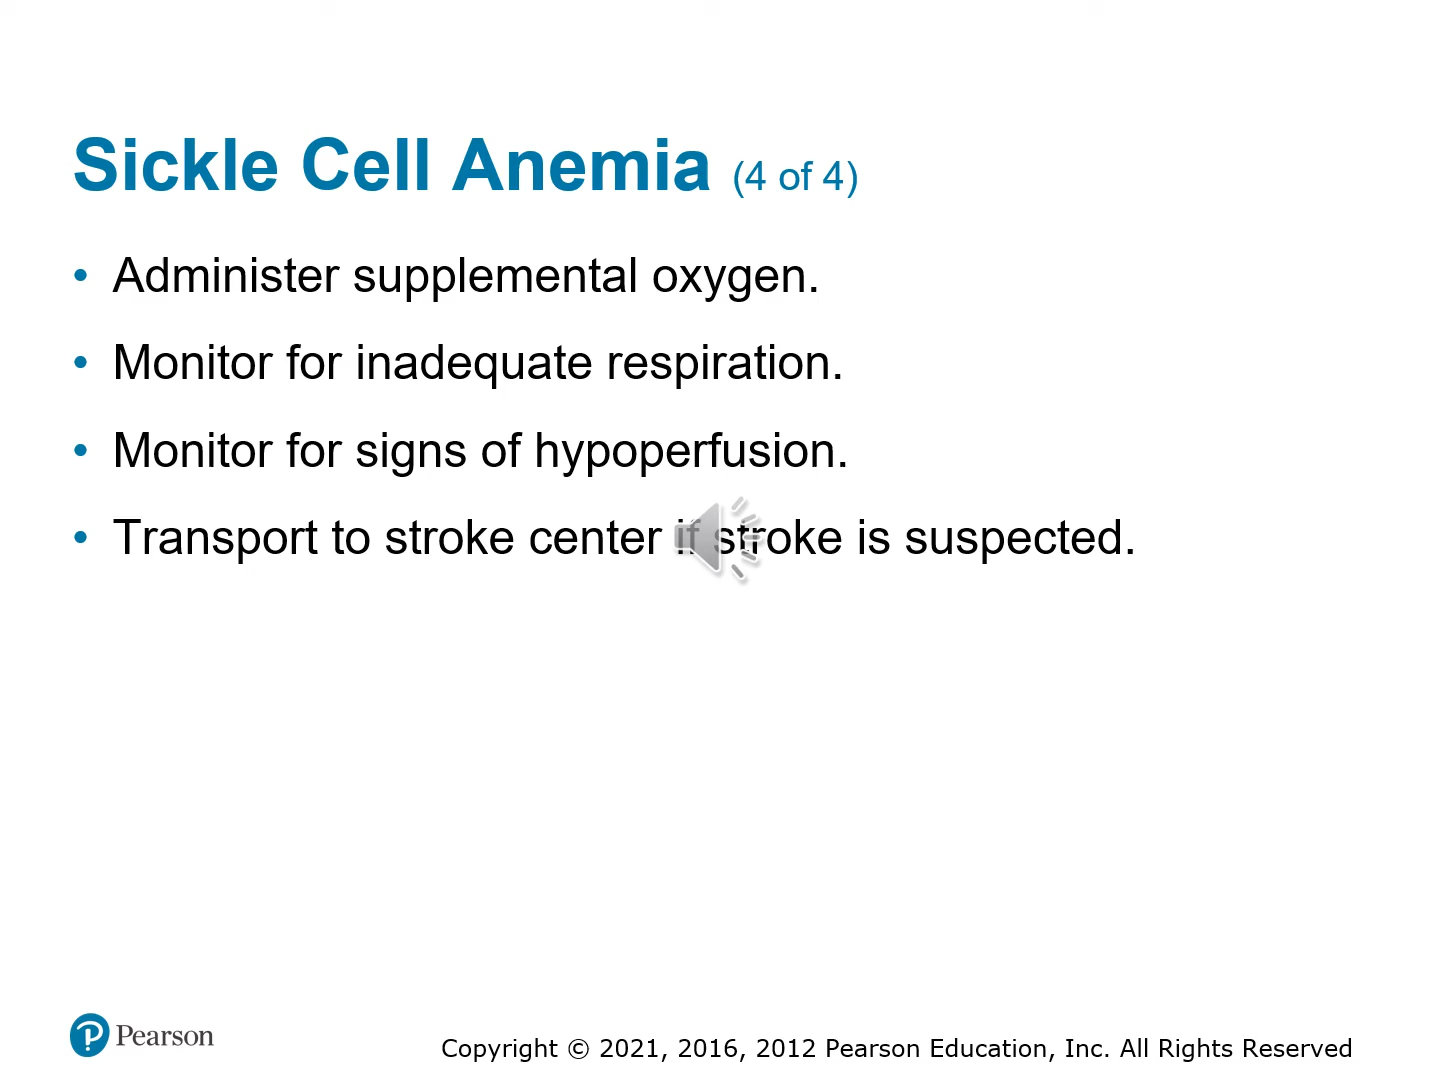 Sickle Cell Anemia (4 of 4)
• Administer supplemental oxygen.
• Monitor for inadequate respiration.
• Monitor for signs of hypoperfusion.
• Transport to stroke center if stroke is suspected.
Pearson
Copyright © 2021, 2016, 2012 Pearson Education, Inc. All Rights Reserved